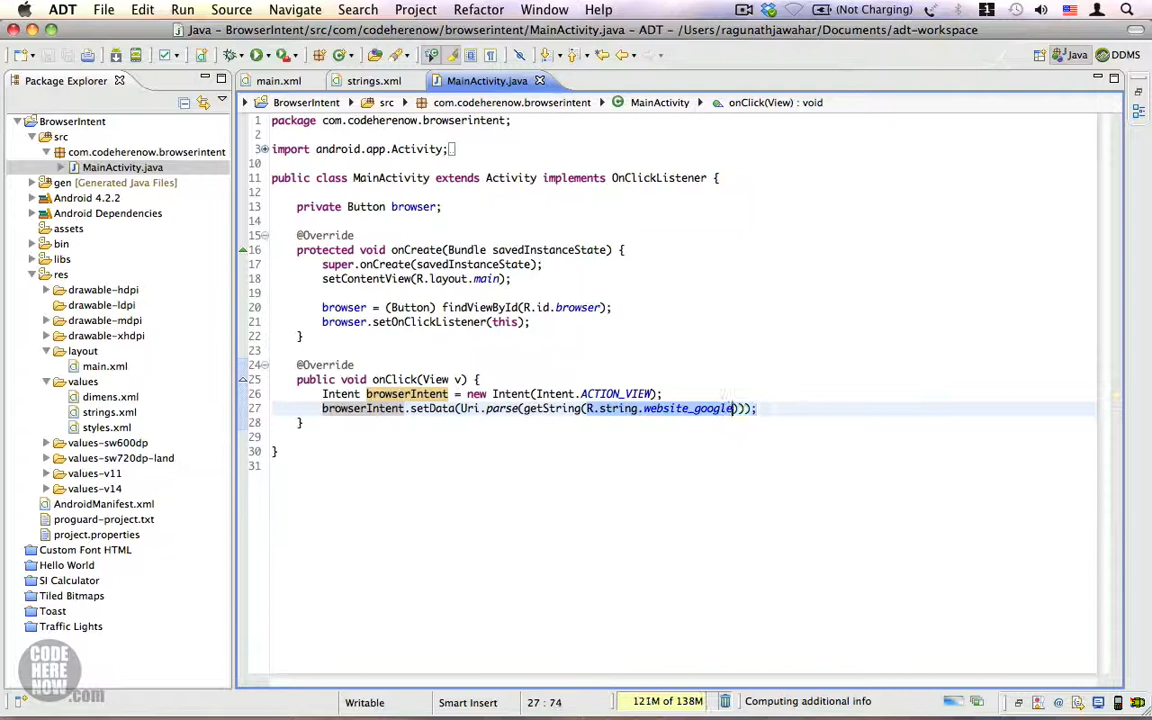 ADT File Edit Run Source Navigate Search Project Refactor Window Help (Not Charging) 1
Java – BrowserIntent/src/com/codeherenow/browserintent/MainActivity.java – ADT – /Users/ragunathjawahar/Documents/adt-workspace
Java DDMS
Package Explorer
main.xml strings.xml MainActivity.java
BrowserIntent src com.codeherenow.browserintent MainActivity onClick(View) : void
BrowserIntent
src
com.codeherenow.browserintent
MainActivity.java
gen [Generated Java Files]
Android 4.2.2
Android Dependencies
assets
bin
libs
res
drawable-hdpi
drawable-ldpi
drawable-mdpi
drawable-xhdpi
layout
main.xml
values
dimens.xml
strings.xml
styles.xml
values-sw600dp
values-sw720dp-land
values-v11
values-v14
AndroidManifest.xml
proguard-project.txt
project.properties
Custom Font HTML
Hello World
SI Calculator
Tiled Bitmaps
Toast
Traffic Lights
1 package com.codeherenow.browserintent;
2
3 import android.app.Activity;
10
11 public class MainActivity extends Activity implements OnClickListener {
12
13 private Button browser;
14
15 @Override
16 protected void onCreate(Bundle savedInstanceState) {
17 super.onCreate(savedInstanceState);
18 setContentView(R.layout.main);
19
20 browser = (Button) findViewById(R.id.browser);
21 browser.setOnClickListener(this);
22 }
23
24 @Override
25 public void onClick(View v) {
26 Intent browserIntent = new Intent(Intent.ACTION_VIEW);
27 browserIntent.setData(Uri.parse(getString(R.string.website_google)));
28 }
29
30 }
31
CODE
HERE
NOW
.com
Writable Smart Insert 27 : 74 121M of 138M Computing additional info